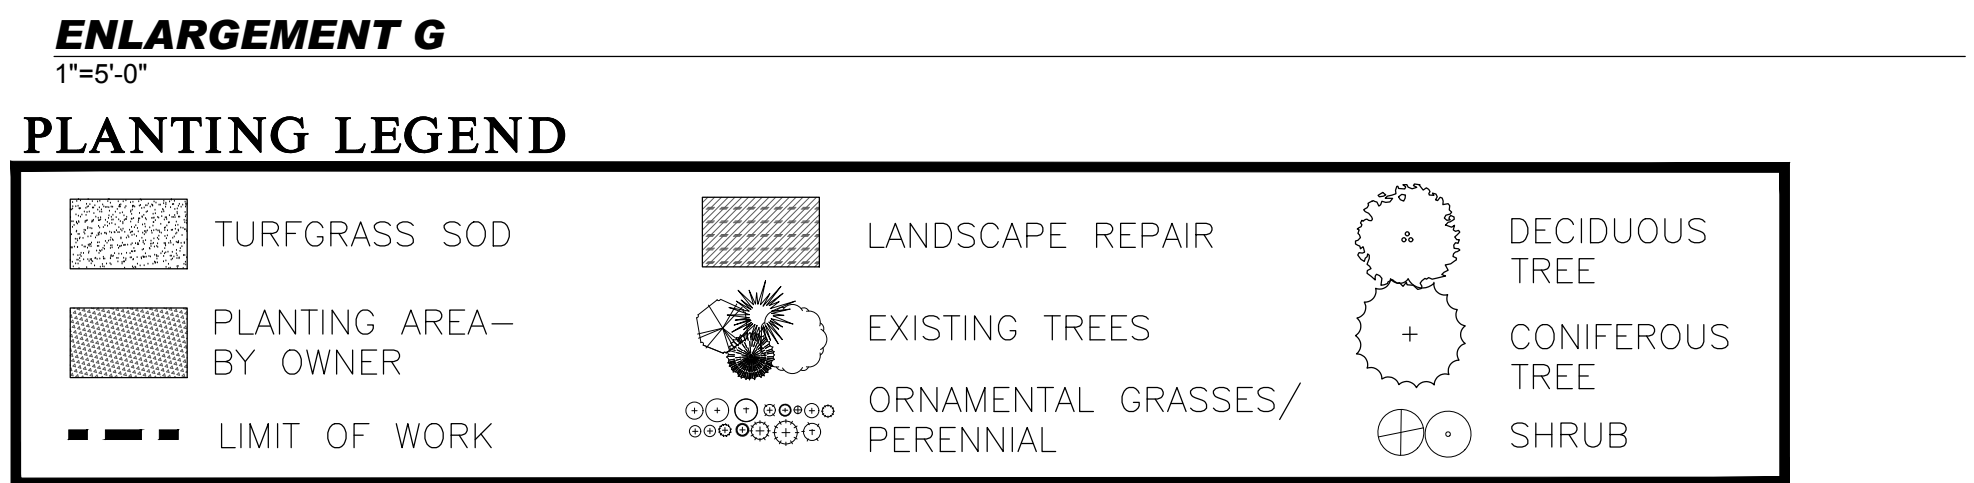 ENLARGEMENT G
1"=5'-0"
PLANTING LEGEND
TURFGRASS SOD
PLANTING AREA-
BY OWNER
LIMIT OF WORK
LANDSCAPE REPAIR
EXISTING TREES
ORNAMENTAL GRASSES/
PERENNIAL
DECIDUOUS
TREE
CONIFEROUS
TREE
SHRUB